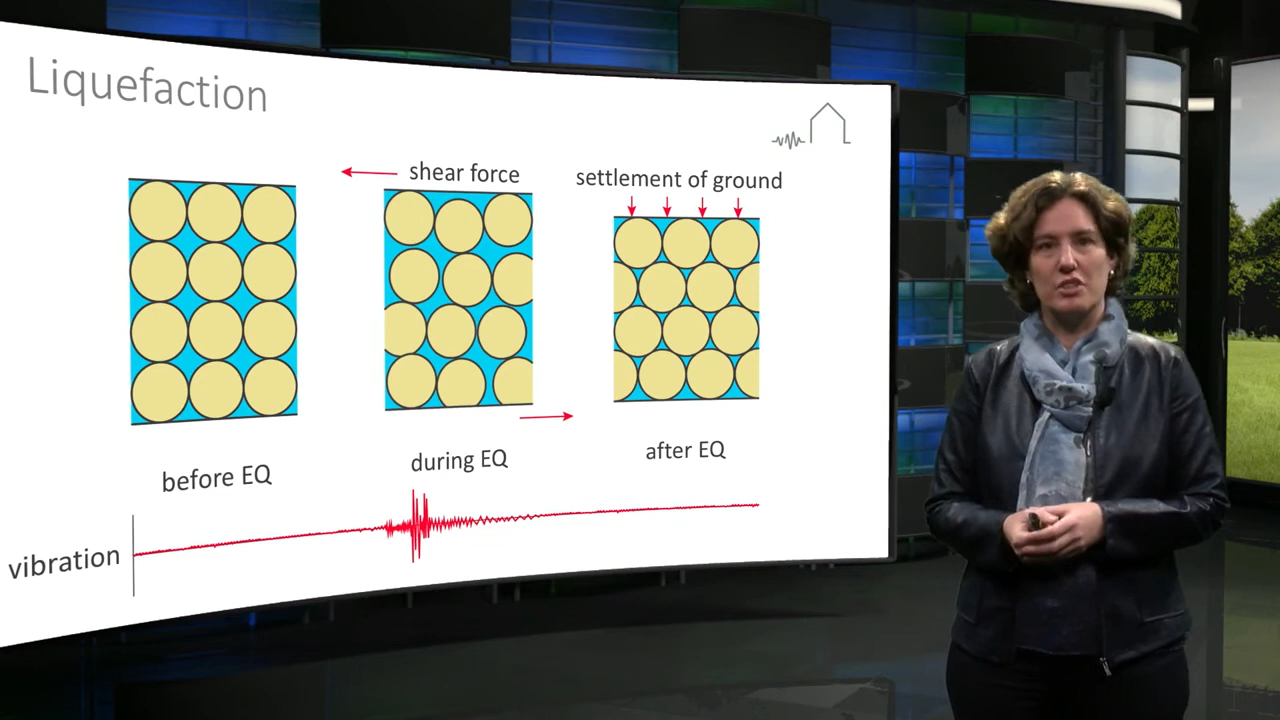 Liquefaction
shear force
settlement of ground
before EQ
during EQ
after EQ
vibration